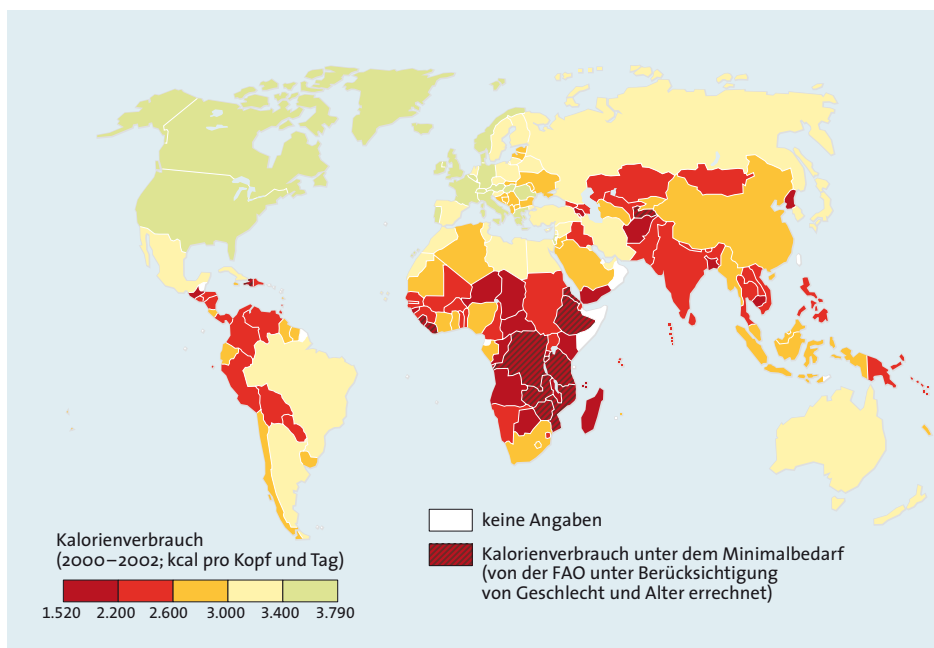 keine Angaben
Kalorienverbrauch unter dem Minimalbedarf
(von der FAO unter Berücksichtigung
von Geschlecht und Alter errechnet)
Kalorienverbrauch
(2000–2002; kcal pro Kopf und Tag)
1.520 2.200 2.600 3.000 3.400 3.790